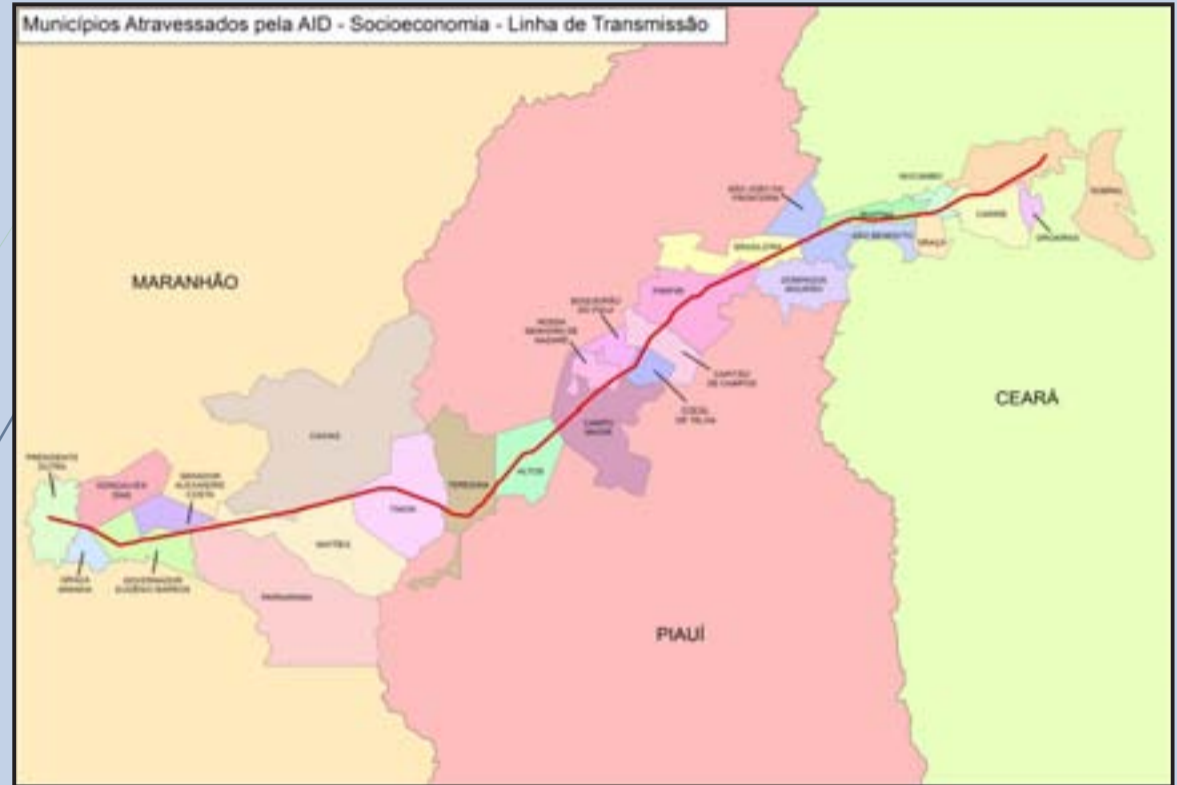 Municípios Atravessados pela AID - Socioeconomia - Linha de Transmissão
MARANHÃO
CEARÁ
PIAUÍ
SÃO JOÃO DA
FRONTEIRA
MUCAMBO
SOBRAL
CARIRÉ
GROAÍRAS
SÃO BENEDITO
GRAÇA
BRASILEIRA
DOMINGOS
MOURÃO
PIRIPIRI
BOQUEIRÃO
DO PIAUÍ
NOSSA
SENHORA DE
NAZARÉ
CAPITÃO
DE CAMPOS
COCAL
DE TELHA
CAMPO
MAIOR
ALTOS
TERESINA
TIMON
CAXIAS
MATÕES
PARNARAMA
PRESIDENTE
DUTRA
GONÇALVES
DIAS
SENADOR
ALEXANDRE
COSTA
GRAÇA
ARANHA
GOVERNADOR
EUGÊNIO BARROS